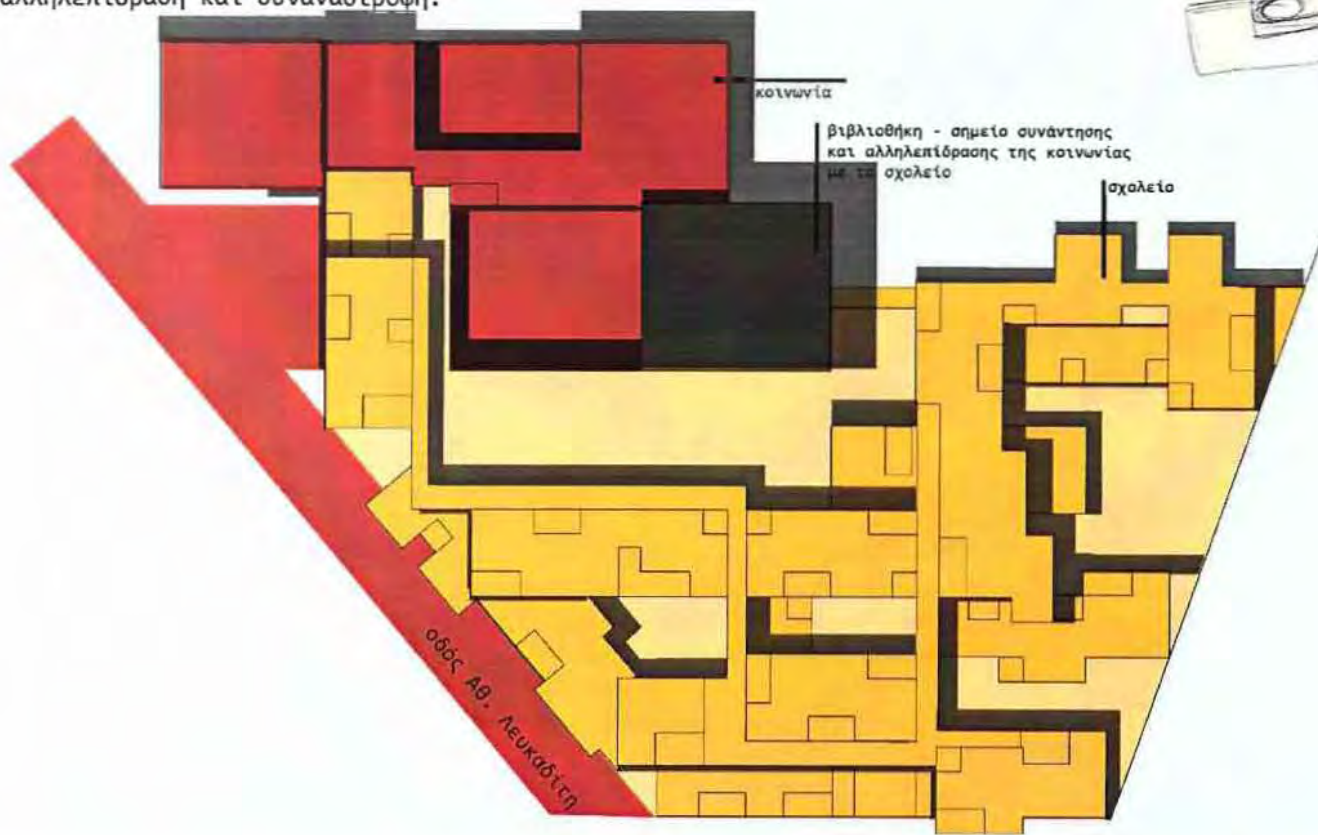 αλληλεπίδραση και συναναστροφή.
κοινωνία
βιβλιοθήκη - σημείο συνάντησης
και αλληλεπίδρασης της κοινωνίας
με το σχολείο
σχολείο
οδός Αθ. Λευκαδίτη